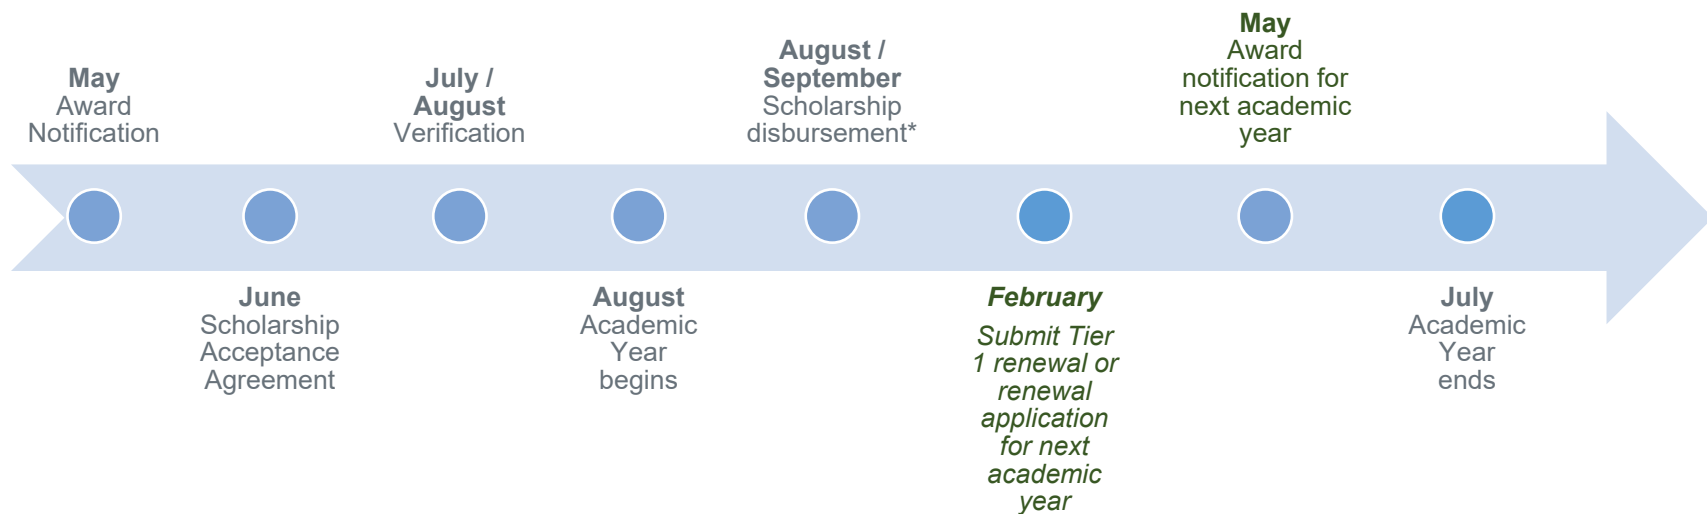 May
Award
Notification
June
Scholarship
Acceptance
Agreement
July /
August
Verification
August
Academic
Year
begins
August /
September
Scholarship
disbursement*
February
Submit Tier
1 renewal or
renewal
application
for next
academic
year
May
Award
notification for
next academic
year
July
Academic
Year
ends